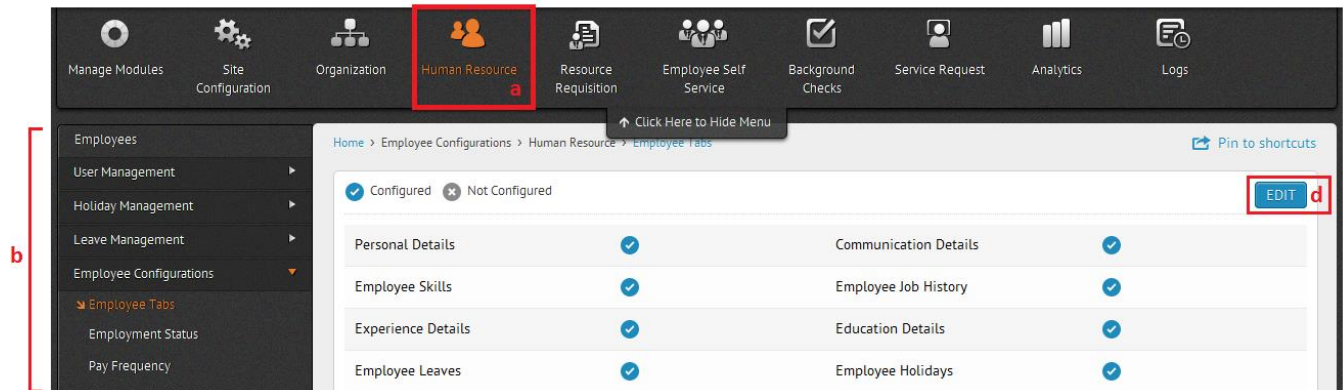 Manage Modules
Site Configuration
Organization
Human Resource
a
Resource Requisition
Employee Self Service
Background Checks
Service Request
Analytics
Logs
Click Here to Hide Menu
b
Employees
User Management
Holiday Management
Leave Management
Employee Configurations
Employee Tabs
Employment Status
Pay Frequency
Home > Employee Configurations > Human Resource > Employee Tabs
Pin to shortcuts
Configured Not Configured
EDIT d
Personal Details Communication Details
Employee Skills Employee Job History
Experience Details Education Details
Employee Leaves Employee Holidays